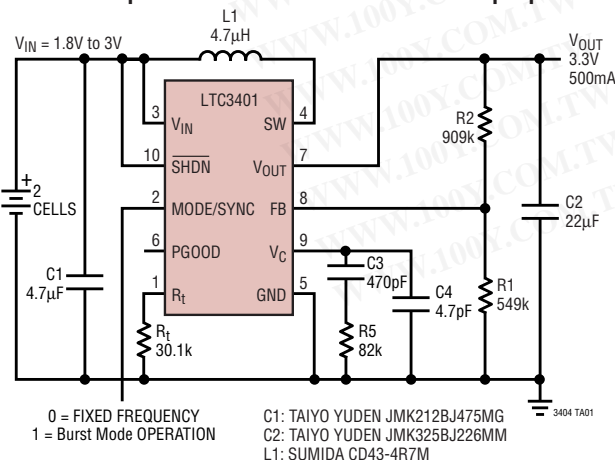 L1
4.7µH
VIN = 1.8V to 3V
VOUT
3.3V
500mA
LTC3401
3
VIN
SW
4
10
SHDN
VOUT
7
2
MODE/SYNC
FB
8
6
PGOOD
VC
9
1
Rt
GND
5
R2
909k
+
2
CELLS
C2
22µF
C1
4.7µF
C3
470pF
C4
4.7pF
R1
549k
Rt
30.1k
R5
82k
3404 TA01
0 = FIXED FREQUENCY
1 = Burst Mode OPERATION
C1: TAIYO YUDEN JMK212BJ475MG
C2: TAIYO YUDEN JMK325BJ226MM
L1: SUMIDA CD43-4R7M
WWW.100Y.COM.TW